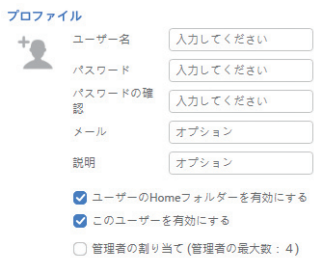 プロファイル
ユーザー名 入力してください
パスワード 入力してください
パスワードの確
認 入力してください
メール オプション
説明 オプション
ユーザーのHomeフォルダーを有効にする
このユーザーを有効にする
管理者の割り当て (管理者の最大数：４)